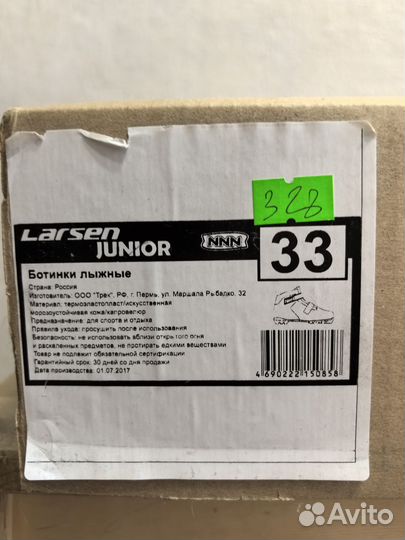 328
Larsen
JUNIOR
NNN
33
Ботинки лыжные
Страна: Россия
Изготовитель: ООО "Трек", РФ, г. Пермь, ул. Маршала Рыбалко, 32
Материал: термоэластопласт/искусственная
морозоустойчивая кожа/капровелюр
Предназначение: для спорта и отдыха
Правила ухода: просушить после использования
Безопасность: не использовать вблизи открытого огня
и раскаленных предметов, не протирать едкими веществами
Товар не подлежит обязательной сертификации
Гарантийный срок: 30 дней со дня продажи
Дата производства: 01.07.2017
4 690222 150858
Avito